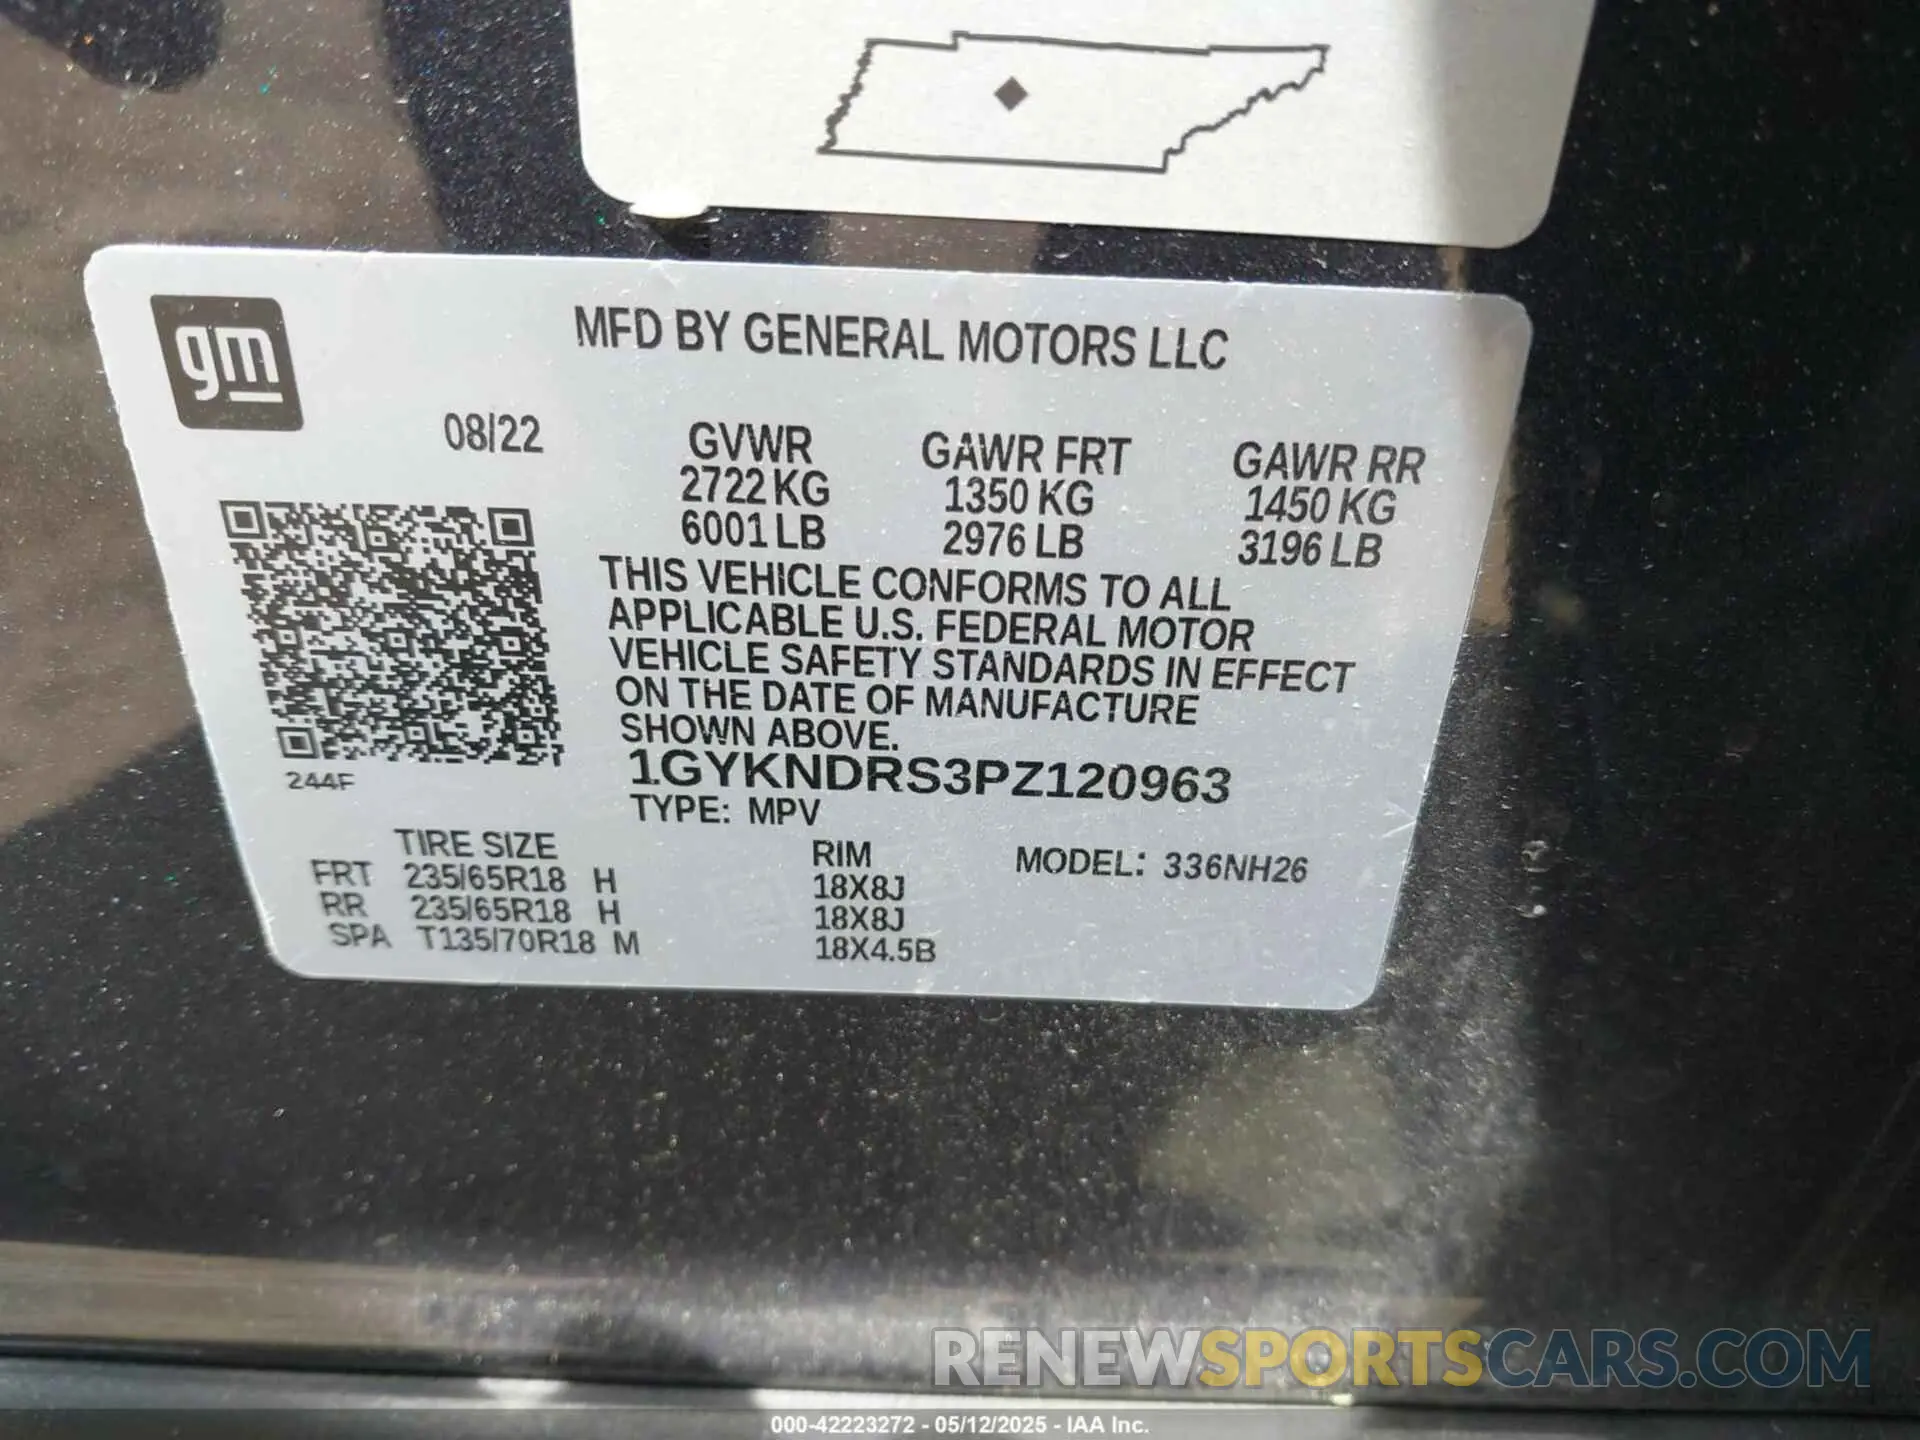 gm
MFD BY GENERAL MOTORS LLC
08/22
GVWR GAWR FRT GAWR RR
2722 KG 1350 KG 1450 KG
6001 LB 2976 LB 3196 LB
THIS VEHICLE CONFORMS TO ALL
APPLICABLE U.S. FEDERAL MOTOR
VEHICLE SAFETY STANDARDS IN EFFECT
ON THE DATE OF MANUFACTURE
SHOWN ABOVE.
244F
1GYKNDRS3PZ120963
TYPE: MPV
TIRE SIZE RIM MODEL: 336NH26
FRT 235/65R18 H 18X8J
RR 235/65R18 H 18X8J
SPA T135/70R18 M 18X4.5B
RENEWSPORTSCARS.COM
000-42223272 - 05/12/2025 - IAA Inc.